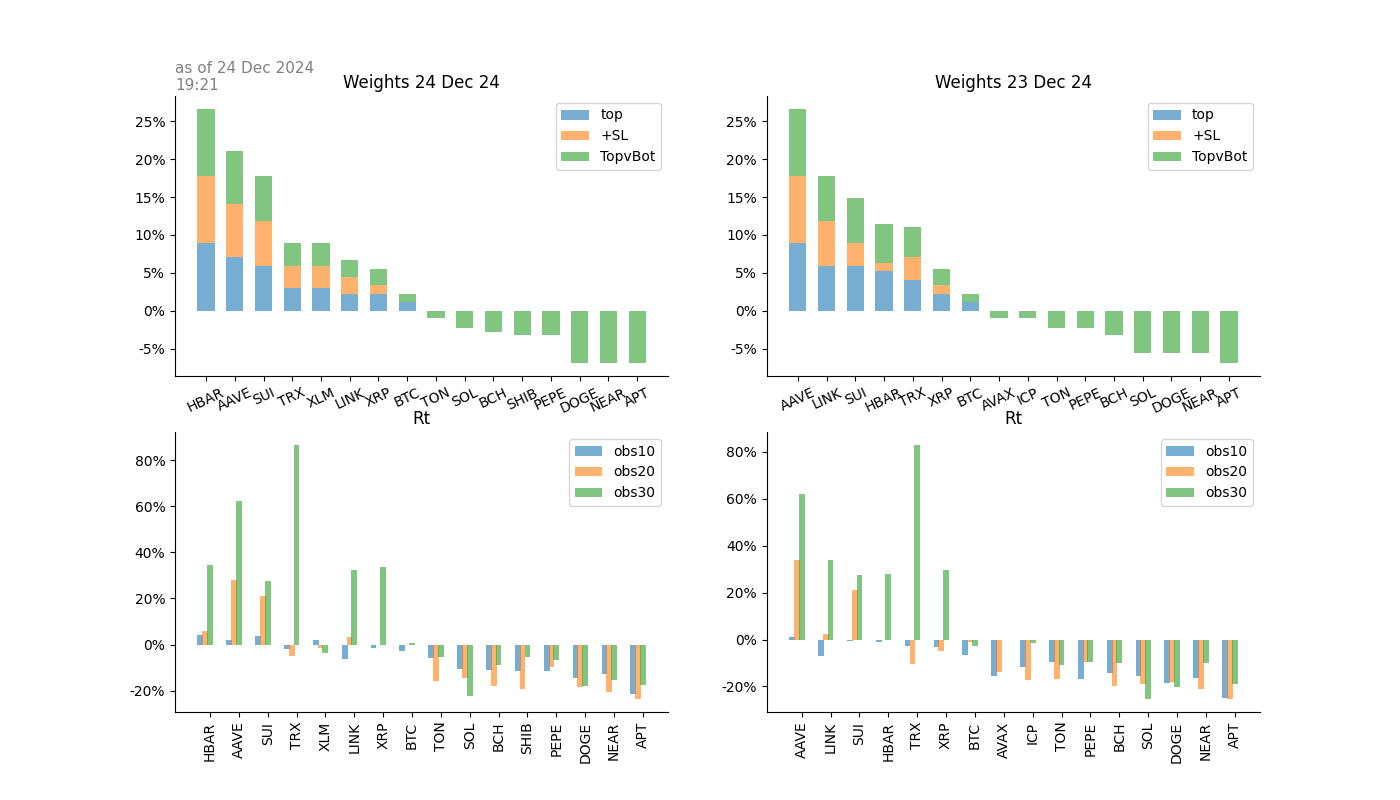 as of 24 Dec 2024
19:21
Weights 24 Dec 24
25%
20%
15%
10%
5%
0%
-5%
top
+SL
TopvBot
HBAR AAVE SUI TRX XLM LINK XRP BTC TON SOL BCH SHIB PEPE DOGE NEAR APT
Weights 23 Dec 24
25%
20%
15%
10%
5%
0%
-5%
top
+SL
TopvBot
AAVE LINK SUI HBAR TRX XRP BTC AVAX ICP TON PEPE BCH SOL DOGE NEAR APT
Rt
80%
60%
40%
20%
0%
-20%
obs10
obs20
obs30
HBAR AAVE SUI TRX XLM LINK XRP BTC TON SOL BCH SHIB PEPE DOGE NEAR APT
Rt
80%
60%
40%
20%
0%
-20%
obs10
obs20
obs30
AAVE LINK SUI HBAR TRX XRP BTC AVAX ICP TON PEPE BCH SOL DOGE NEAR APT